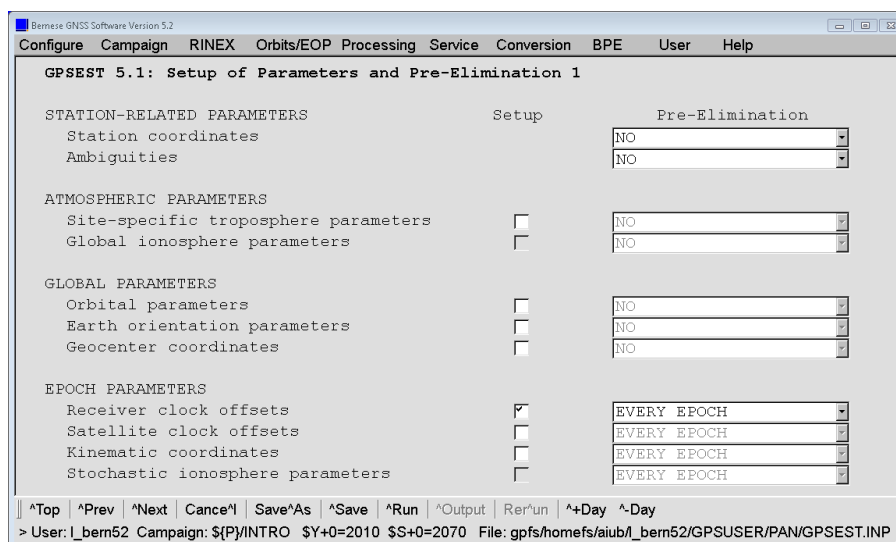 Bernese GNSS Software Version 5.2
Configure Campaign RINEX Orbits/EOP Processing Service Conversion BPE User Help
GPSEST 5.1: Setup of Parameters and Pre-Elimination 1
STATION-RELATED PARAMETERS Setup Pre-Elimination
Station coordinates NO
Ambiguities NO
ATMOSPHERIC PARAMETERS
Site-specific troposphere parameters NO
Global ionosphere parameters NO
GLOBAL PARAMETERS
Orbital parameters NO
Earth orientation parameters NO
Geocenter coordinates NO
EPOCH PARAMETERS
Receiver clock offsets EVERY EPOCH
Satellite clock offsets EVERY EPOCH
Kinematic coordinates EVERY EPOCH
Stochastic ionosphere parameters EVERY EPOCH
^Top ^Prev ^Next Cance^l Save^As ^Save ^Run ^Output Rer^un ^+Day ^-Day
> User: l_bern52 Campaign: ${P}/INTRO $Y+0=2010 $S+0=2070 File: gpfs/homefs/aiub/l_bern52/GPSUSER/PAN/GPSEST.INP